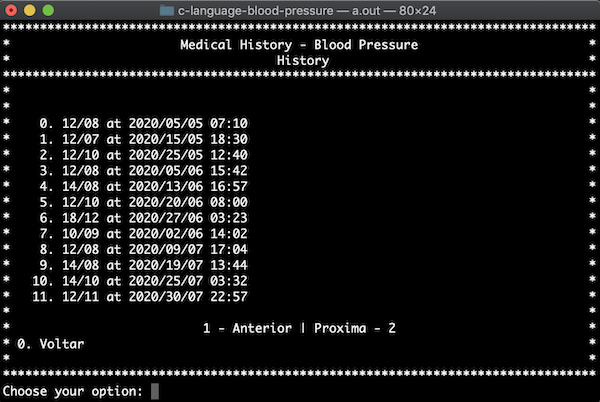 c-language-blood-pressure — a.out — 80×24
********************************************************************************
* Medical History - Blood Pressure *
* History *
********************************************************************************
* *
* *
* 0. 12/08 at 2020/05/05 07:10 *
* 1. 12/07 at 2020/15/05 18:30 *
* 2. 12/10 at 2020/25/05 12:40 *
* 3. 12/08 at 2020/05/06 15:42 *
* 4. 14/08 at 2020/13/06 16:57 *
* 5. 12/10 at 2020/20/06 08:00 *
* 6. 18/12 at 2020/27/06 03:23 *
* 7. 10/09 at 2020/02/06 14:02 *
* 8. 12/08 at 2020/09/07 17:04 *
* 9. 14/08 at 2020/19/07 13:44 *
* 10. 14/10 at 2020/25/07 03:32 *
* 11. 12/11 at 2020/30/07 22:57 *
* *
* 1 - Anterior | Proxima - 2 *
* 0. Voltar *
* *
********************************************************************************
Choose your option: